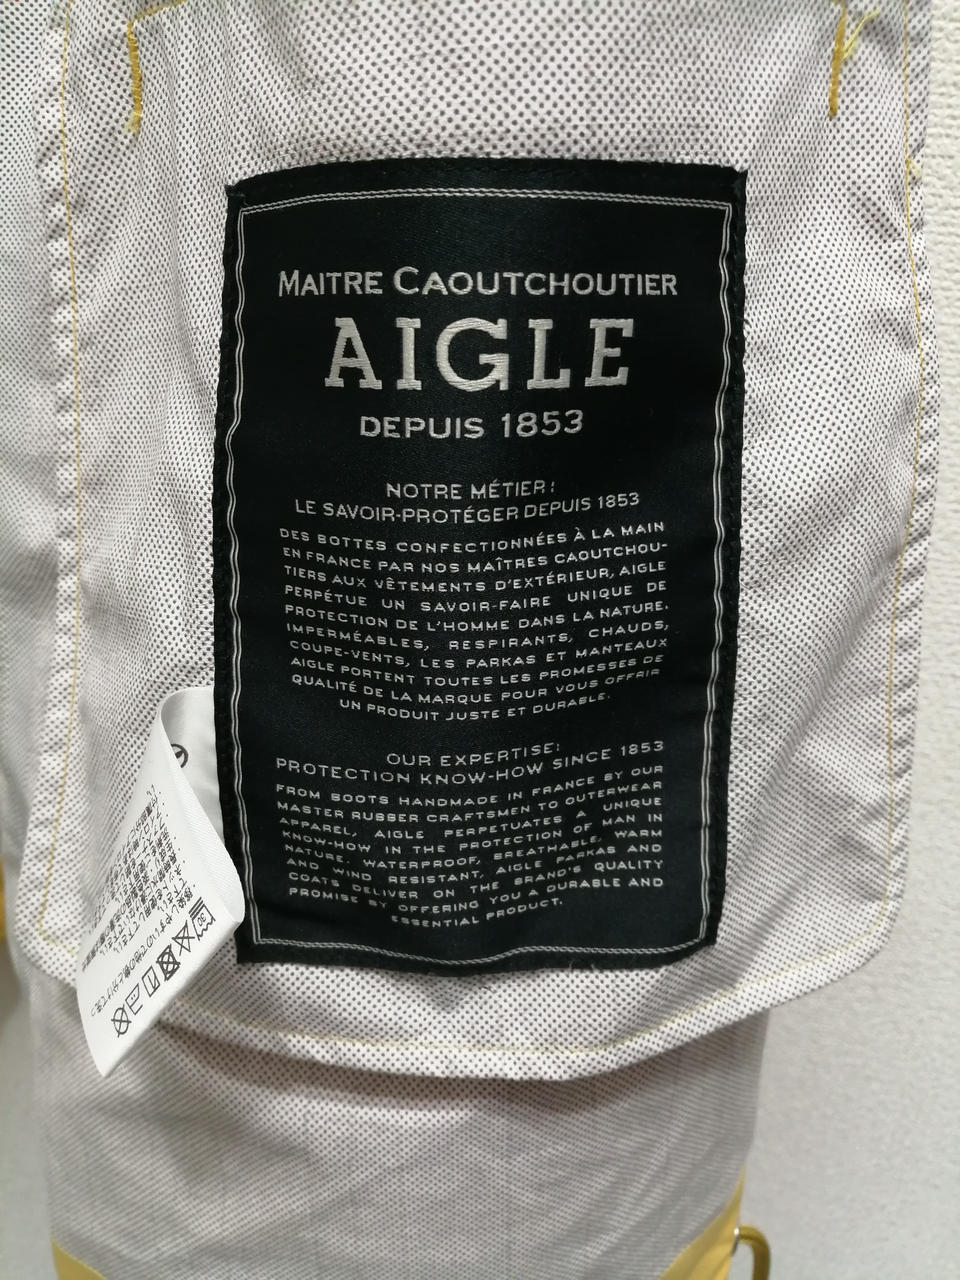 MAITRE CAOUTCHOUTIER
AIGLE
DEPUIS 1853
NOTRE MÉTIER:
LE SAVOIR-PROTÉGER DEPUIS 1853
DES BOTTES CONFECTIONNÉES À LA MAIN
EN FRANCE PAR NOS MAÎTRES CAOUTCHOU-
TIERS AUX VÊTEMENTS D'EXTÉRIEUR, AIGLE
PERPÉTUE UN SAVOIR-FAIRE UNIQUE DE
PROTECTION DE L'HOMME DANS LA NATURE.
IMPERMÉABLES, RESPIRANTS, CHAUDS,
COUPE-VENTS, LES PARKAS ET MANTEAUX
AIGLE PORTENT TOUTES LES PROMESSES DE
QUALITÉ DE LA MARQUE POUR VOUS OFFRIR
UN PRODUIT JUSTE ET DURABLE.
OUR EXPERTISE:
PROTECTION KNOW-HOW SINCE 1853
FROM BOOTS HANDMADE IN FRANCE BY OUR
MASTER RUBBER CRAFTSMEN TO OUTERWEAR
APPAREL, AIGLE PERPETUATES A UNIQUE
KNOW-HOW IN THE PROTECTION OF MAN IN
NATURE. WATERPROOF, BREATHABLE, WARM
AND WIND RESISTANT, AIGLE PARKAS AND
COATS DELIVER ON THE BRAND'S QUALITY
PROMISE BY OFFERING YOU A DURABLE AND
ESSENTIAL PRODUCT.
30